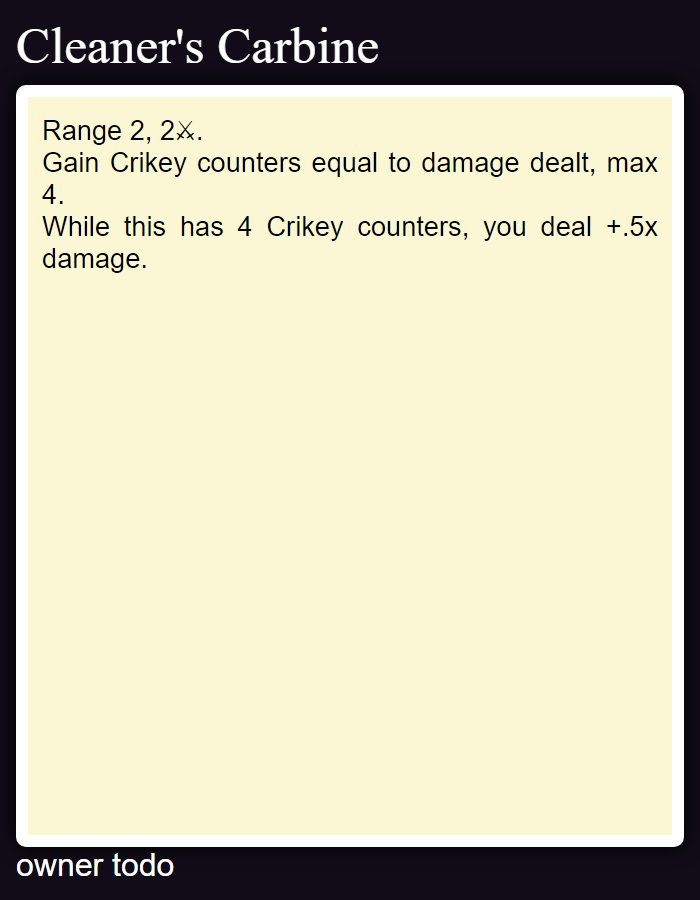 Cleaner's Carbine
Range 2, 2⚔.
Gain Crikey counters equal to damage dealt, max
4.
While this has 4 Crikey counters, you deal +.5x
damage.
owner todo